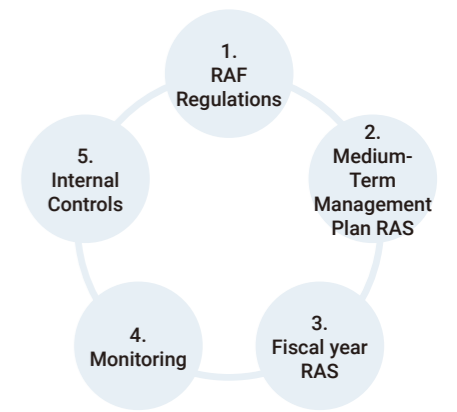 1.
RAF
Regulations
2.
Medium-
Term
Management
Plan RAS
3.
Fiscal year
RAS
4.
Monitoring
5.
Internal
Controls